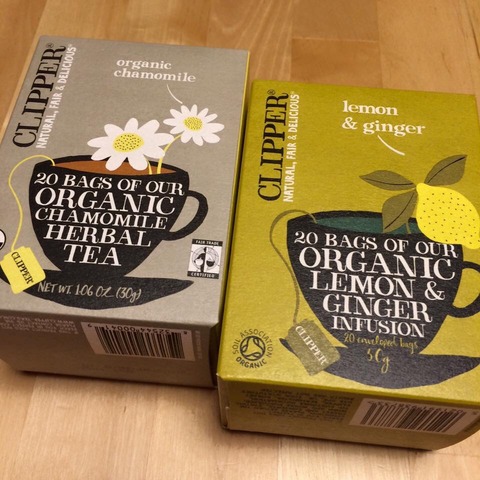 CLIPPER®
NATURAL, FAIR & DELICIOUS®
organic
chamomile
20 BAGS OF OUR
ORGANIC
CHAMOMILE
HERBAL
TEA
CLIPPER
NET WT. 1.06 OZ (30g)
FAIR TRADE
CERTIFIED
CLIPPER®
NATURAL, FAIR & DELICIOUS®
lemon
& ginger
20 BAGS OF OUR
ORGANIC
LEMON &
GINGER
INFUSION
20 enveloped bags
50g
CLIPPER
SOIL ASSOCIATION
ORGANIC